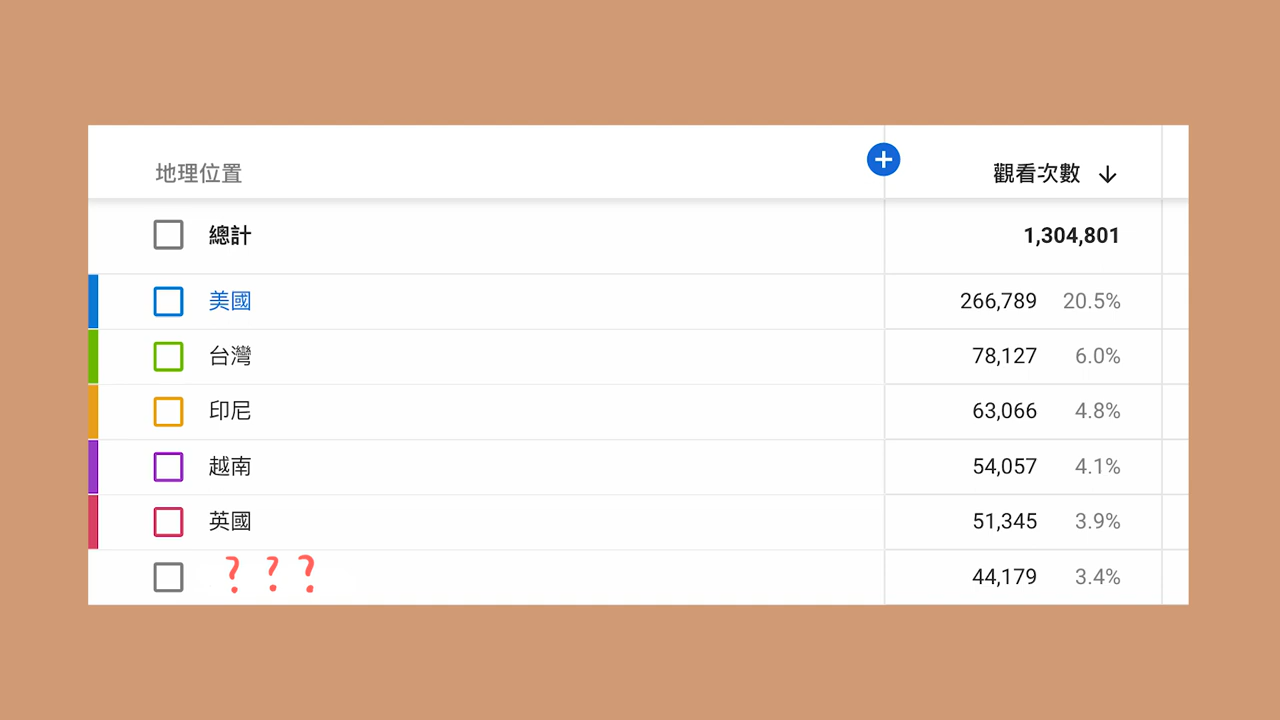 地理位置 觀看次數
總計 1,304,801
美國 266,789 20.5%
台灣 78,127 6.0%
印尼 63,066 4.8%
越南 54,057 4.1%
英國 51,345 3.9%
? ? ? 44,179 3.4%